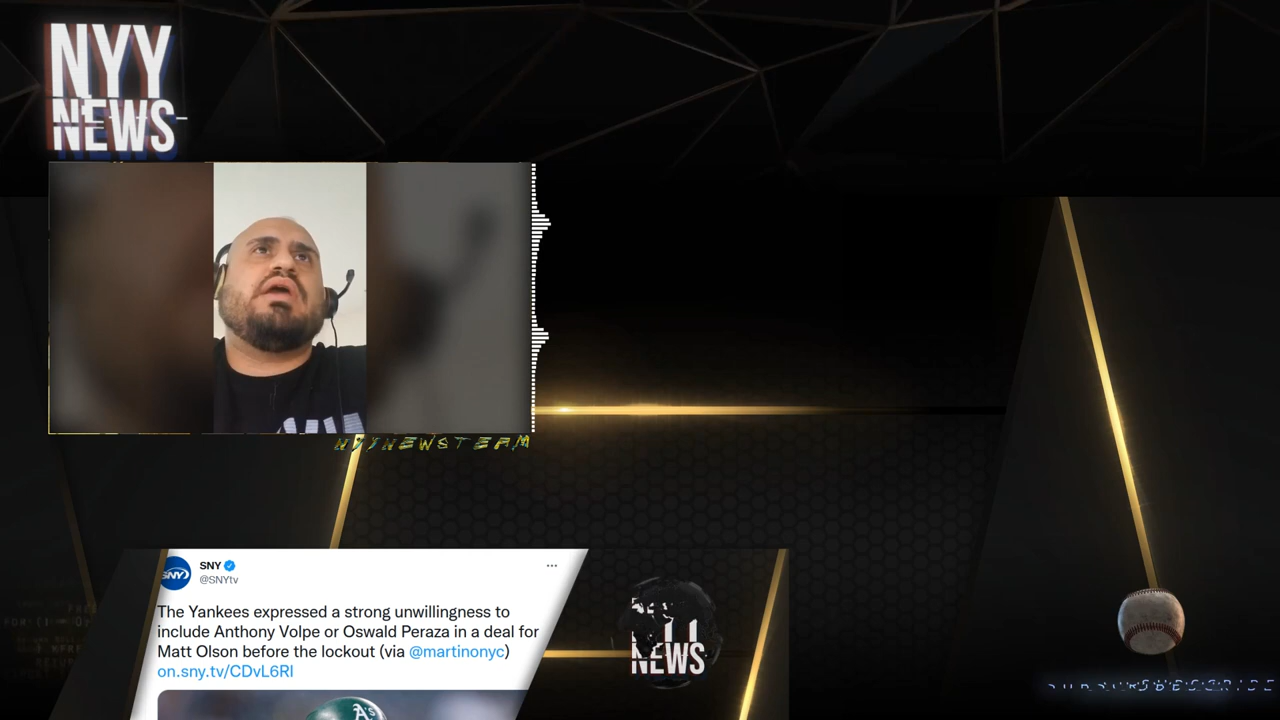 NYY
NEWS
NYYNEWSTEAM
SNY
@SNYtv
The Yankees expressed a strong unwillingness to
include Anthony Volpe or Oswald Peraza in a deal for
Matt Olson before the lockout (via @martinonyc)
on.sny.tv/CDvL6RI
A's
NEWS